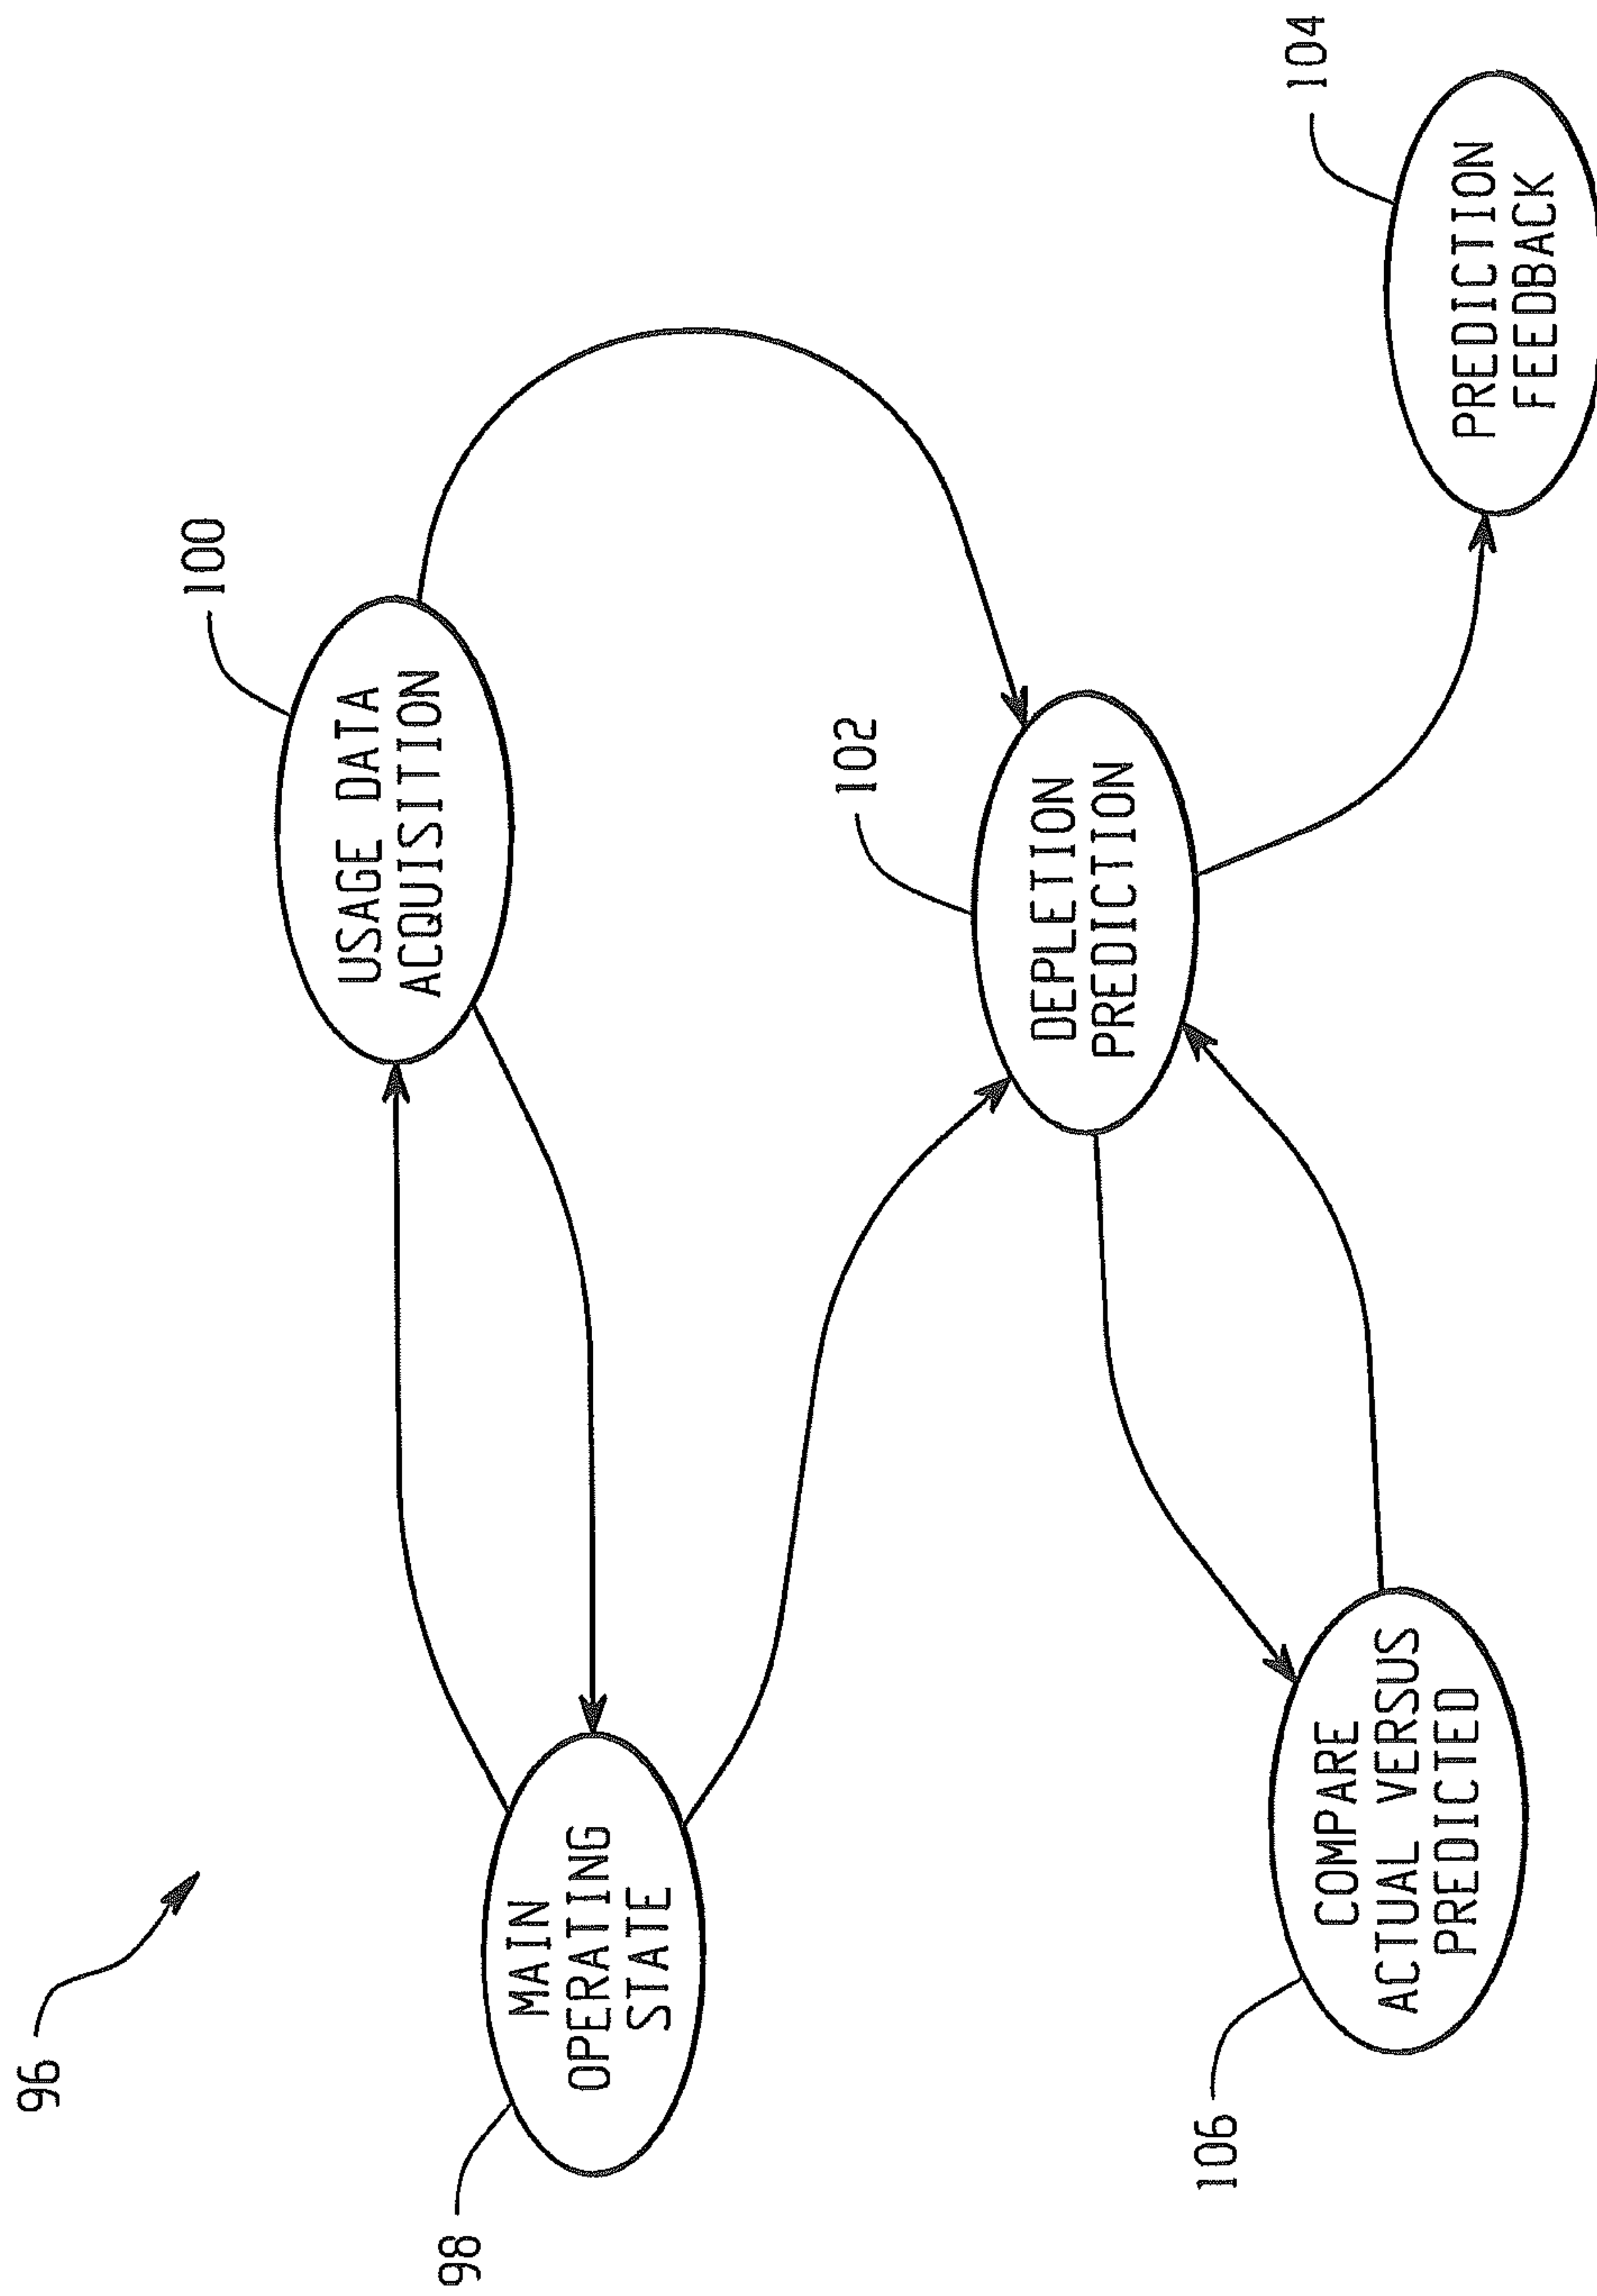 96
98
MAIN
OPERATING
STATE
100
USAGE DATA
ACQUISITION
102
DEPLETION
PREDICTION
106
COMPARE
ACTUAL VERSUS
PREDICTED
104
PREDICTION
FEEDBACK